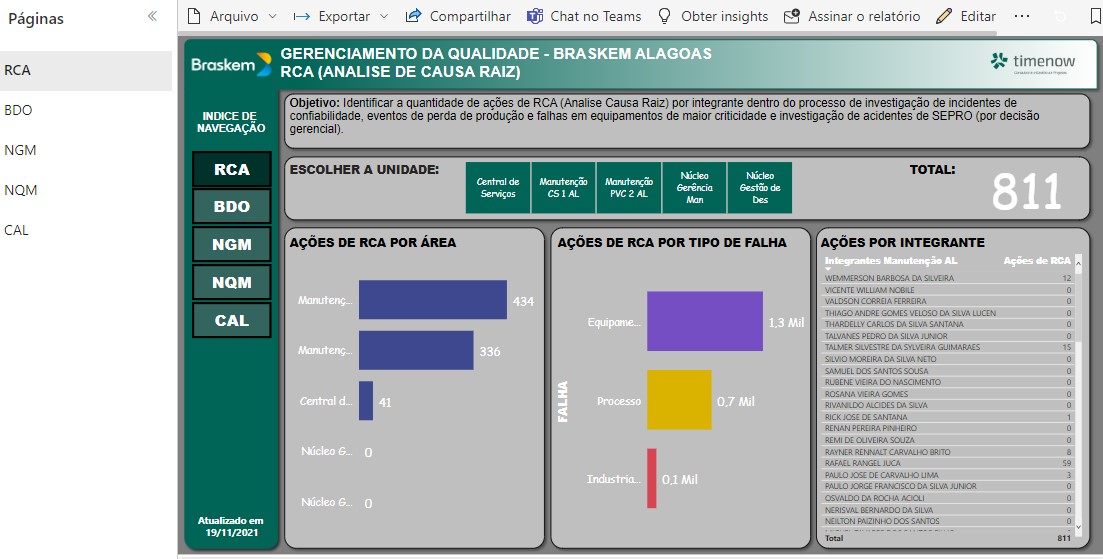 Páginas
Arquivo
Exportar
Compartilhar
Chat no Teams
Obter insights
Assinar o relatório
Editar
RCA
BDO
NGM
NQM
CAL
Braskem
GERENCIAMENTO DA QUALIDADE - BRASKEM ALAGOAS
RCA (ANALISE DE CAUSA RAIZ)
timenow
INDICE DE
NAVEGAÇÃO
RCA
BDO
NGM
NQM
CAL
Atualizado em
19/11/2021
Objetivo: Identificar a quantidade de ações de RCA (Analise Causa Raiz) por integrante dentro do processo de investigação de incidentes de
confiabilidade, eventos de perda de produção e falhas em equipamentos de maior criticidade e investigação de acidentes de SEPRO (por decisão
gerencial).
ESCOLHER A UNIDADE:
Central de
Serviços
Manutenção
CS 1 AL
Manutenção
PVC 2 AL
Núcleo
Gerência
Man
Núcleo
Gestão de
Des
TOTAL:
811
AÇÕES DE RCA POR ÁREA
Manutenç... 434
Manutenç... 336
Central d... 41
Núcleo G... 0
Núcleo G... 0
AÇÕES DE RCA POR TIPO DE FALHA
FALHA
Equipame... 1,3 Mil
Processo 0,7 Mil
Industria... 0,1 Mil
AÇÕES POR INTEGRANTE
Integrantes Manutenção AL Ações de RCA
WEMMERSON BARBOSA DA SILVEIRA 12
VICENTE WILLIAM NOBILE 0
VALDSON CORREIA FERREIRA 0
THIAGO ANDRE GOMES VELOSO DA SILVA LUCEN 0
THARDELLY CARLOS DA SILVA SANTANA 0
TALVANES PEDRO DA SILVA JUNIOR 0
TALMER SILVESTRE DA SYLVEIRA GUIMARAES 15
SILVIO MOREIRA DA SILVA NETO 0
SAMUEL DOS SANTOS SOUSA 0
RUBENE VIEIRA DO NASCIMENTO 0
ROSANA VIEIRA GOMES 0
RIVANILDO ALCIDES DA SILVA 0
RICK JOSE DE SANTANA 1
RENAN PEREIRA PINHEIRO 0
REMI DE OLIVEIRA SOUZA 0
RAYNER RENNALT CARVALHO BRITO 8
RAFAEL RANGEL JUCA 59
PAULO JOSE DE CARVALHO LIMA 3
PAULO JORGE FRANCISCO DA SILVA JUNIOR 0
OSVALDO DA ROCHA ACIOLI 0
NERISVAL BERNARDO DA SILVA 0
NEILTON PAIZINHO DOS SANTOS 0
Total 811